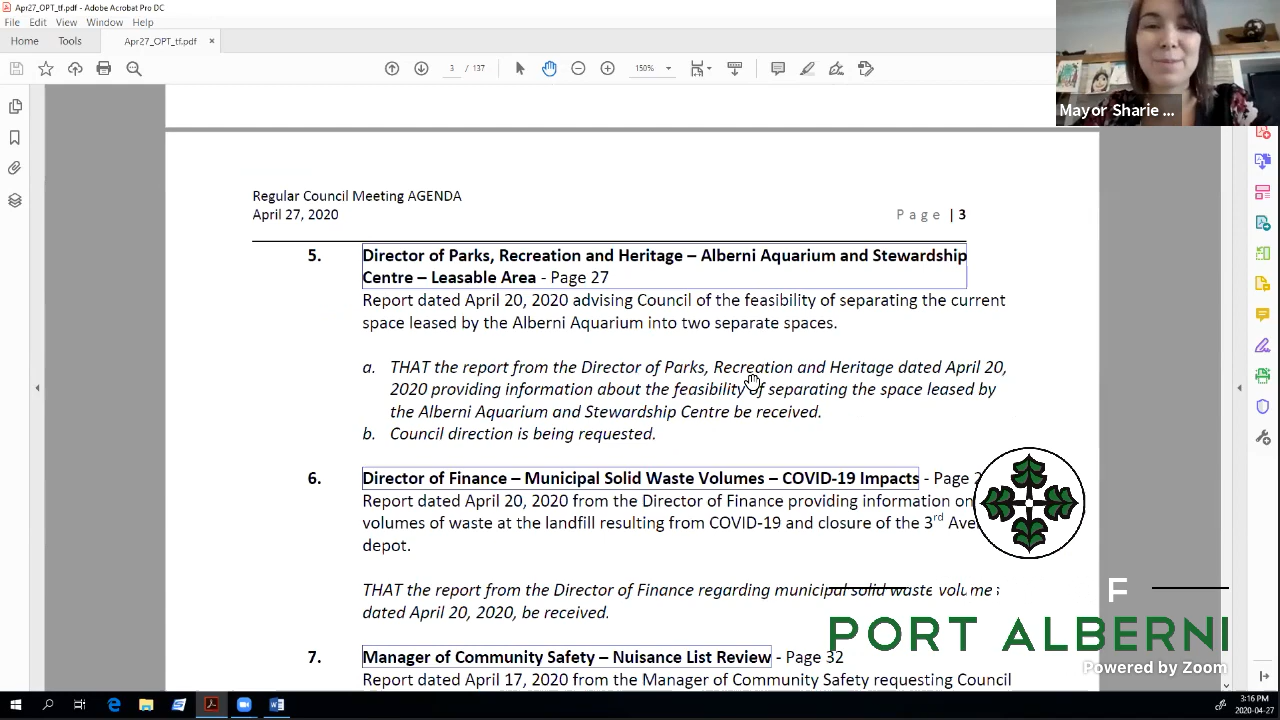 Apr27_OPT_tf.pdf - Adobe Acrobat Pro DC
File Edit View Window Help
Home Tools Apr27_OPT_tf.pdf ×
3 / 137 150%
Mayor Sharie ...
Regular Council Meeting AGENDA
April 27, 2020 Page | 3
5. Director of Parks, Recreation and Heritage – Alberni Aquarium and Stewardship
Centre – Leasable Area - Page 27
Report dated April 20, 2020 advising Council of the feasibility of separating the current
space leased by the Alberni Aquarium into two separate spaces.
a. THAT the report from the Director of Parks, Recreation and Heritage dated April 20,
2020 providing information about the feasibility of separating the space leased by
the Alberni Aquarium and Stewardship Centre be received.
b. Council direction is being requested.
6. Director of Finance – Municipal Solid Waste Volumes – COVID-19 Impacts - Page
Report dated April 20, 2020 from the Director of Finance providing information on
volumes of waste at the landfill resulting from COVID-19 and closure of the 3rd
depot.
THAT the report from the Director of Finance regarding municipal solid waste volumes
dated April 20, 2020, be received.
F
PORT ALBERNI
7. Manager of Community Safety – Nuisance List Review - Page 32
Powered by Zoom
Report dated April 17, 2020 from the Manager of Community Safety requesting Council
3:16 PM
2020-04-27